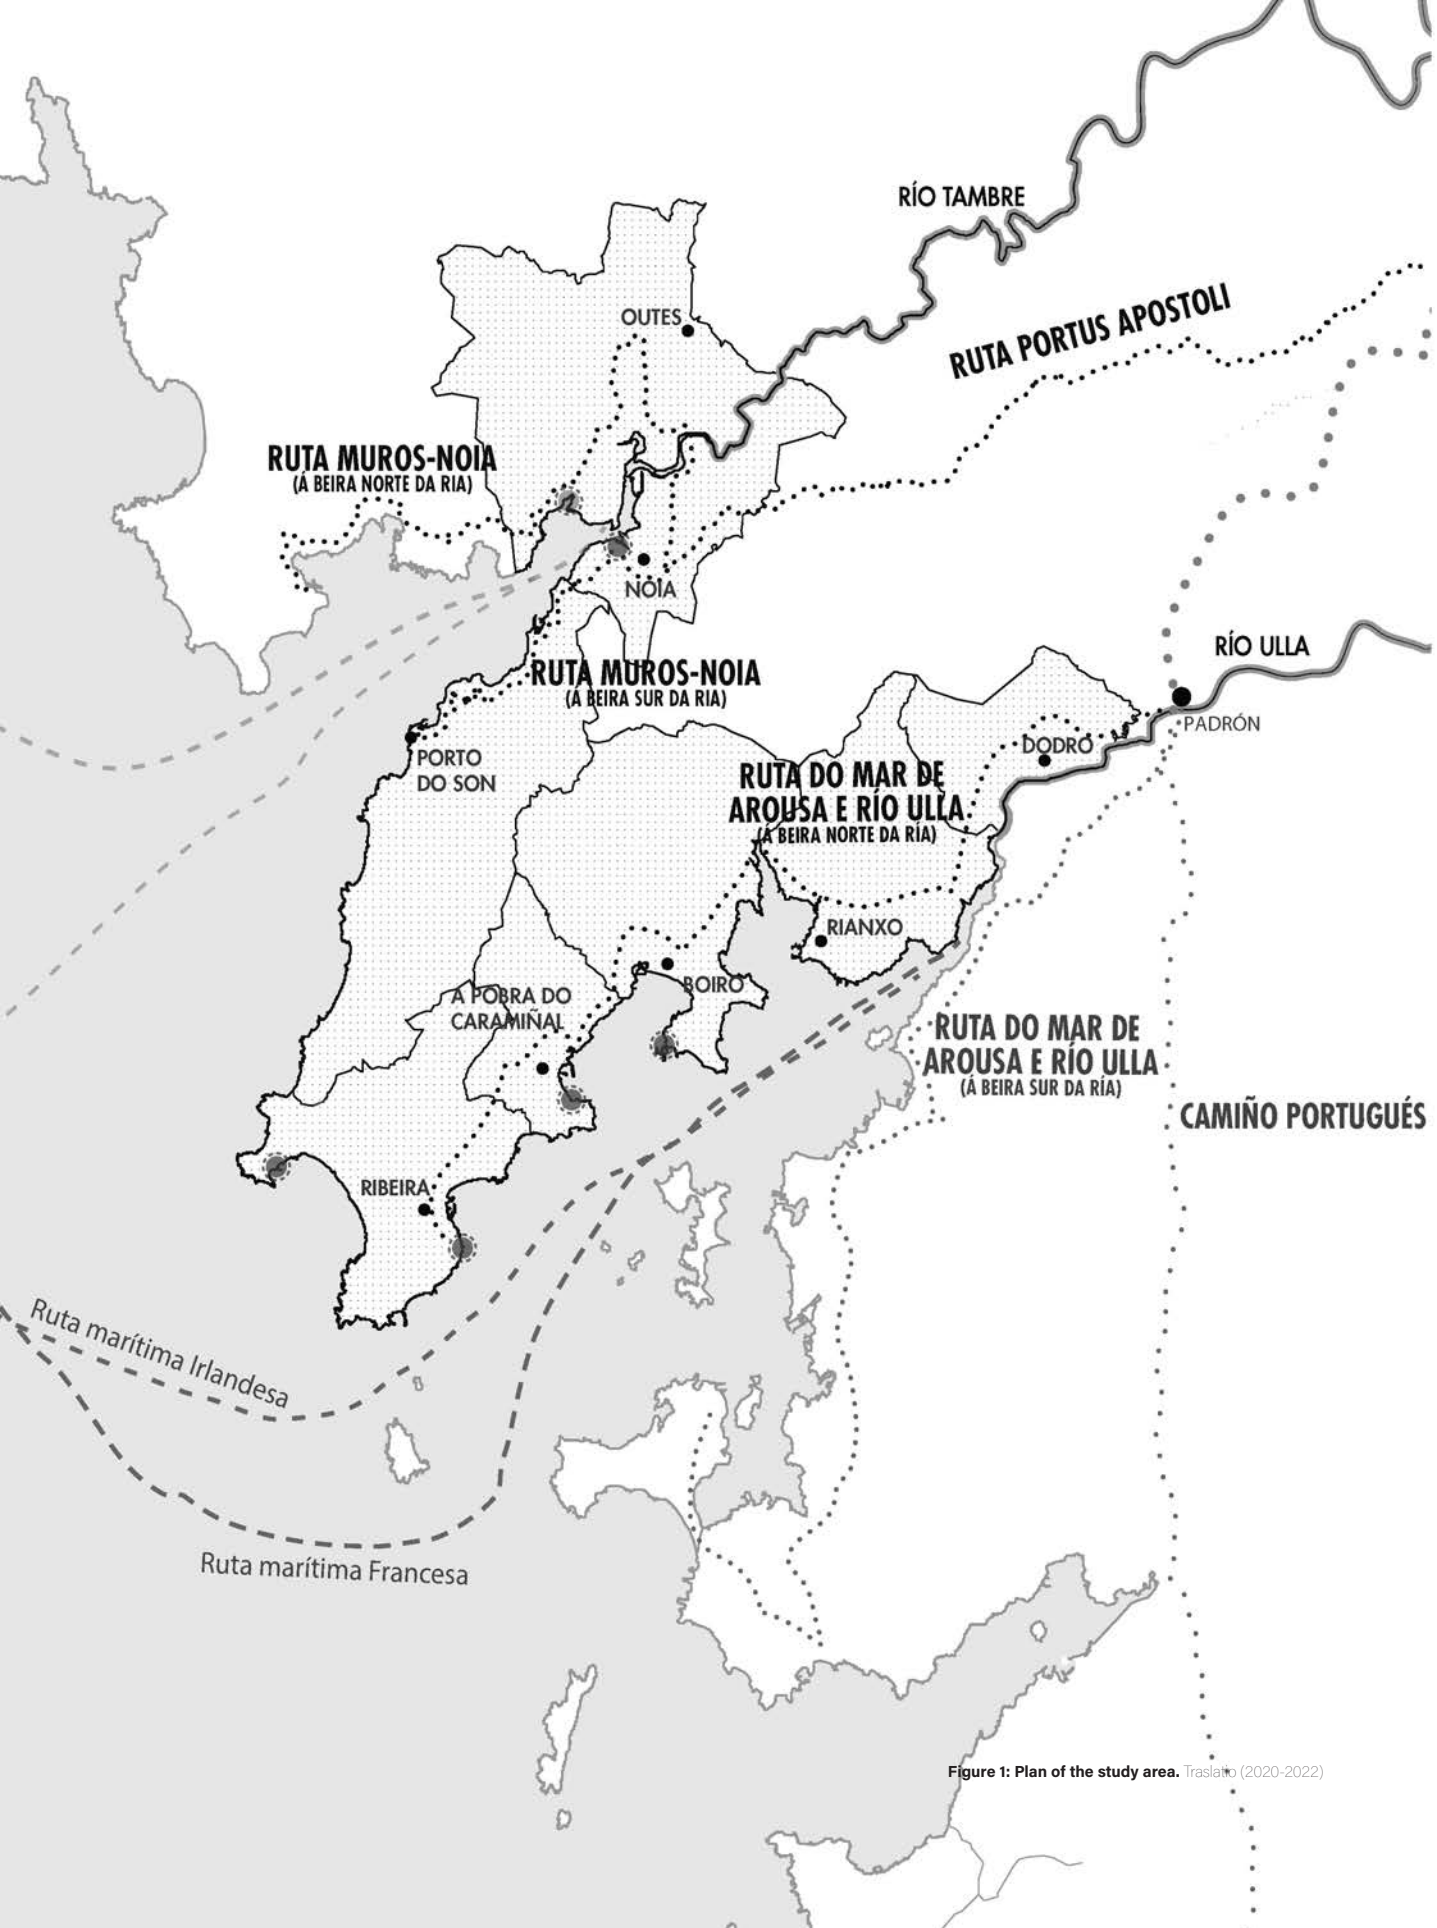 RÍO TAMBRE
RUTA PORTUS APOSTOLI
OUTES
RUTA MUROS-NOIA
(Á BEIRA NORTE DA RIA)
NOIA
RÍO ULLA
RUTA MUROS-NOIA
(Á BEIRA SUR DA RIA)
PADRÓN
PORTO
DO SON
DODRO
RUTA DO MAR DE
AROUSA E RÍO ULLA
(Á BEIRA NORTE DA RÍA)
RIANXO
BOIRO
A POBRA DO
CARAMIÑAL
RUTA DO MAR DE
AROUSA E RÍO ULLA
(Á BEIRA SUR DA RÍA)
CAMIÑO PORTUGUÉS
RIBEIRA
Ruta marítima Irlandesa
Ruta marítima Francesa
Figure 1: Plan of the study area. Traslatio (2020-2022)